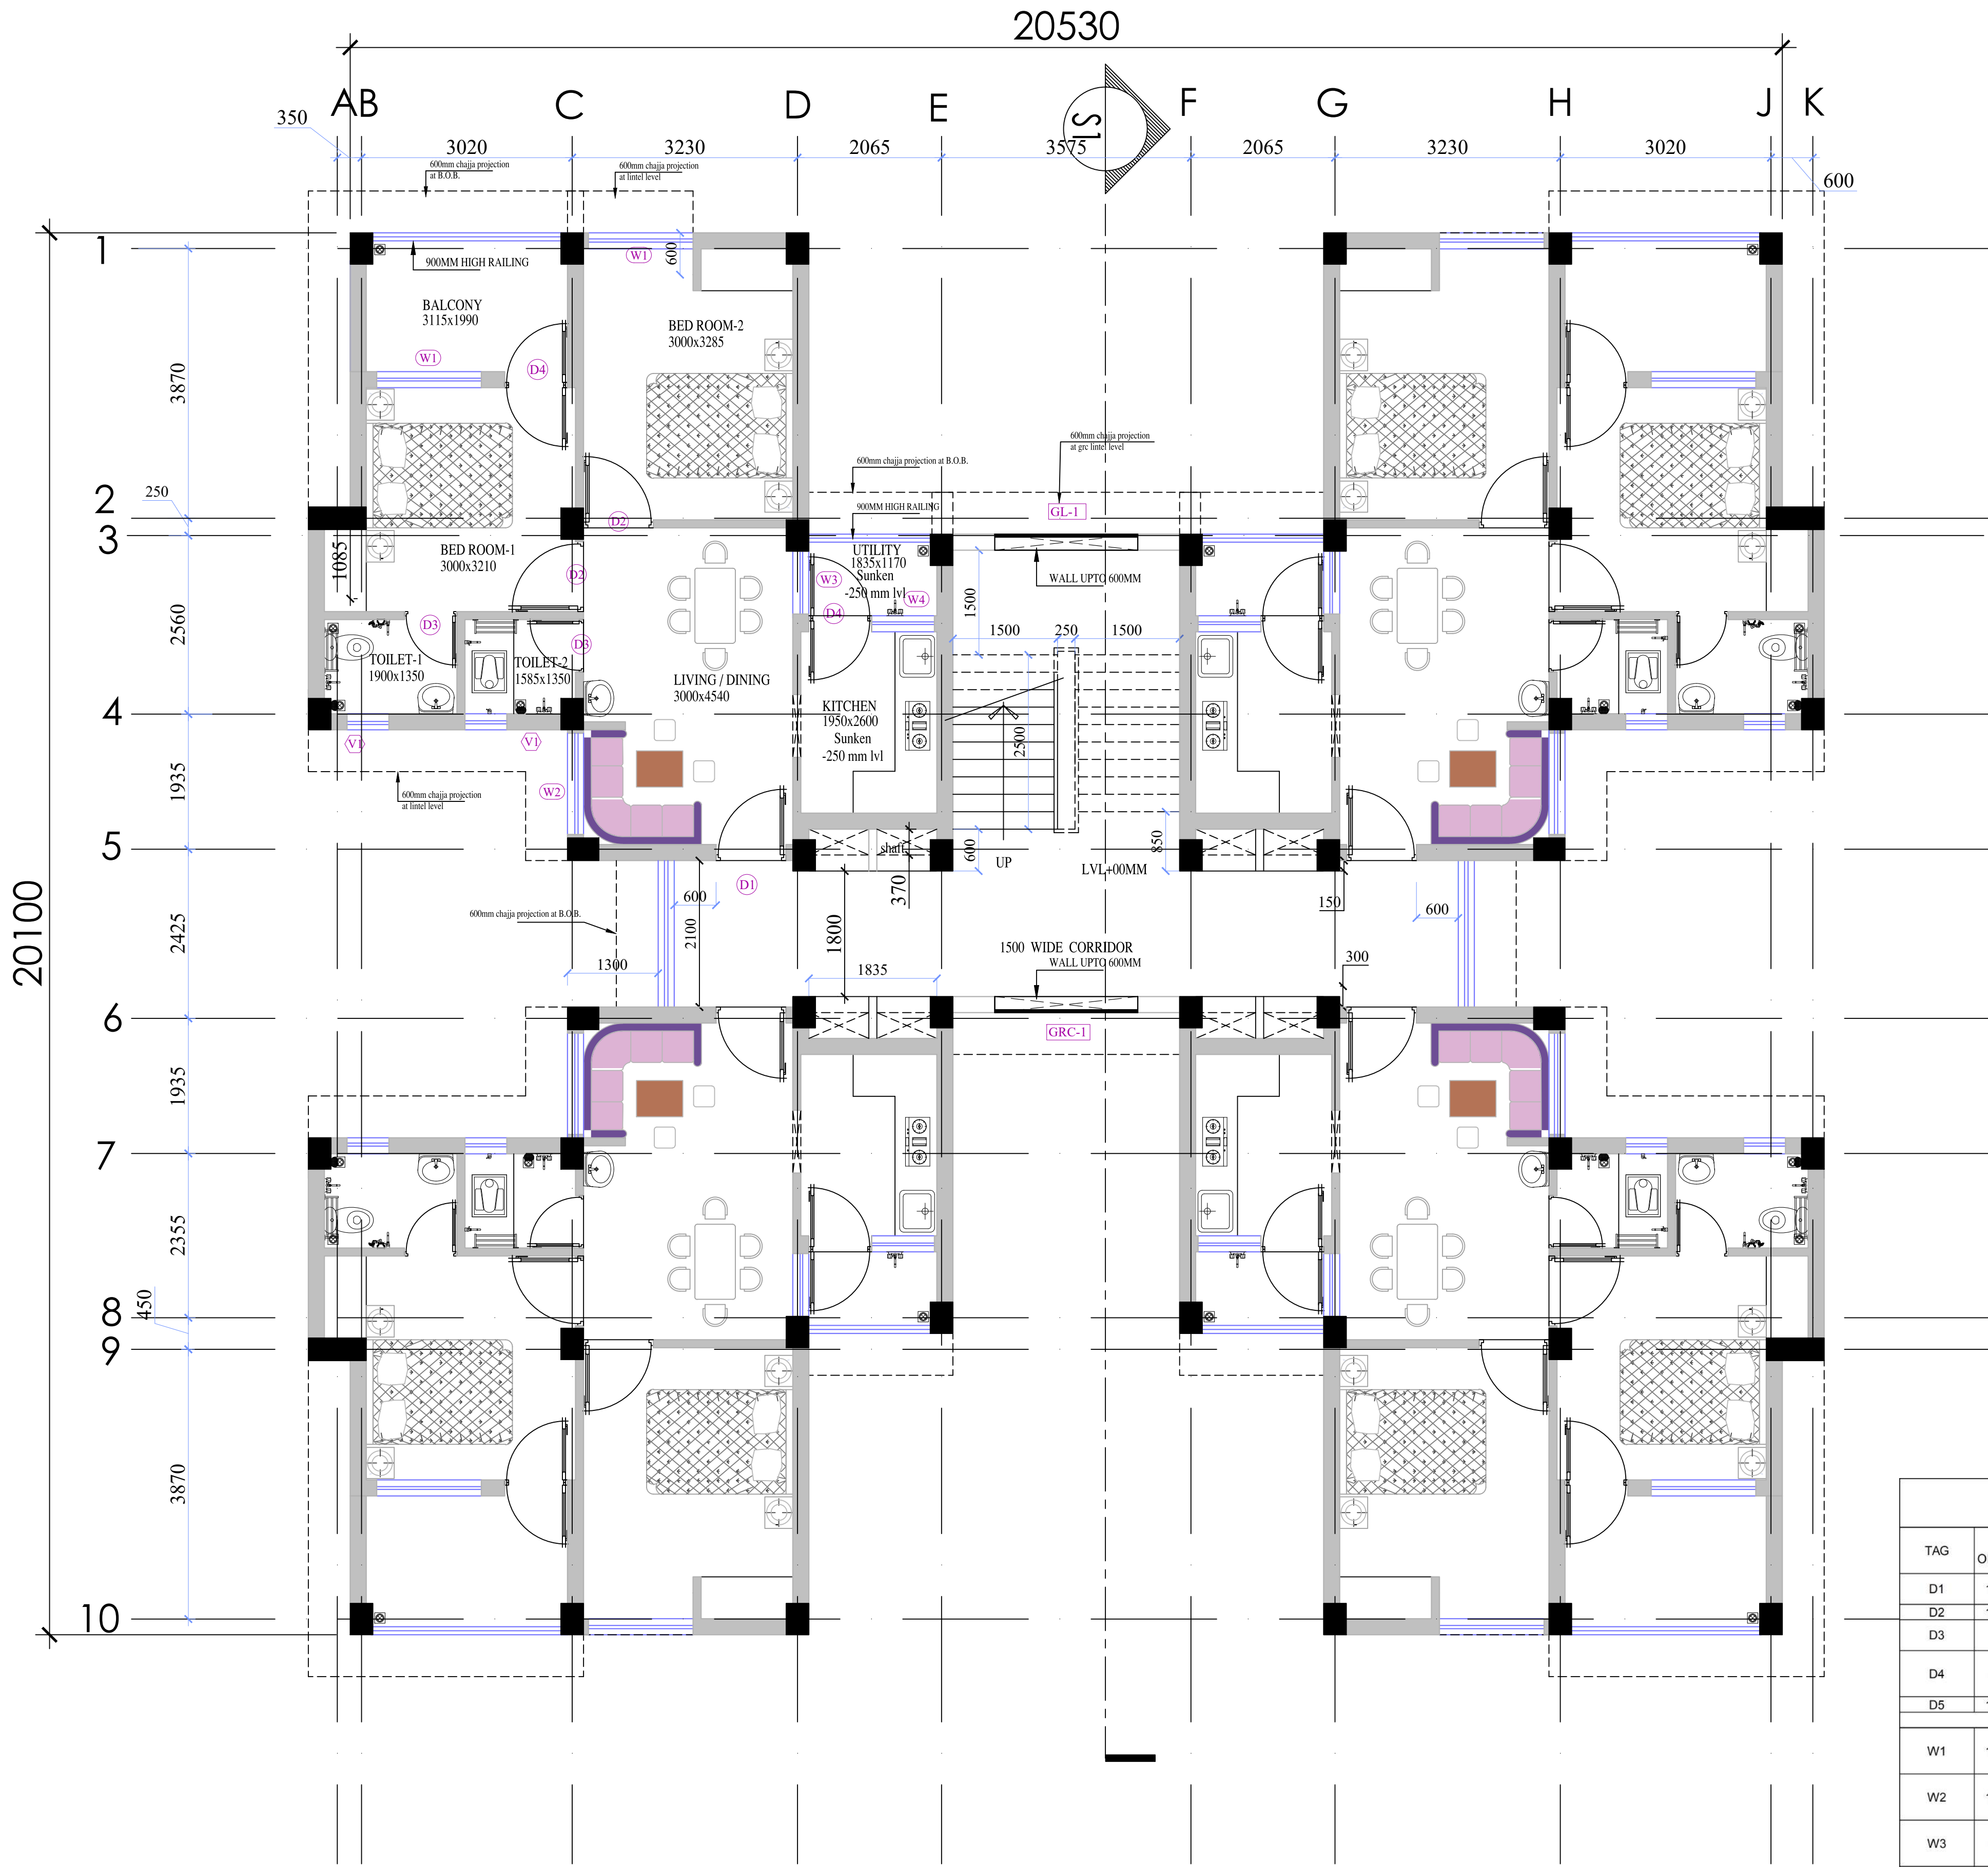 20530
A B C D E F G H J K
S1
350
3020 3230 2065 3575 2065 3230 3020
600
600mm chajja projection
at B.O.B.
600mm chajja projection
at lintel level
1
900MM HIGH RAILING
W1
600
BALCONY
3115x1990
BED ROOM-2
3000x3285
W1
D4
3870
600mm chajja projection
at grc lintel level
600mm chajja projection at B.O.B.
900MM HIGH RAILING
GL-1
2
250
D2
3
1085
BED ROOM-1
3000x3210
D2
UTILITY
1835x1170
Sunken
-250 mm lvl
W3
D4
W4
WALL UPTO 600MM
1500
2560
D3
D3
1500 250 1500
TOILET-1
1900x1350
TOILET-2
1585x1350
LIVING / DINING
3000x4540
4
KITCHEN
1950x2600
Sunken
-250 mm lvl
2500
V1
V1
1935
W2
600mm chajja projection
at lintel level
5
shaft
600
850
UP
LVL+00MM
370
D1
600
150
600
600mm chajja projection at B.O.B.
2100
1800
2425
20100
1500 WIDE CORRIDOR
WALL UPTO 600MM
1300
1835
300
6
GRC-1
1935
7
2355
8
450
9
3870
10
TAG
O
D1
D2
D3
D4
D5
W1
W2
W3